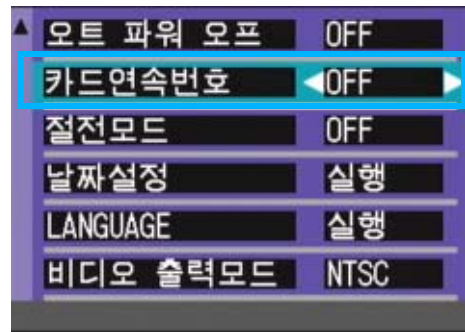 오트 파워 오프 OFF
카드연속번호 OFF
절전모드 OFF
날짜설정 실행
LANGUAGE 실행
비디오 출력모드 NTSC